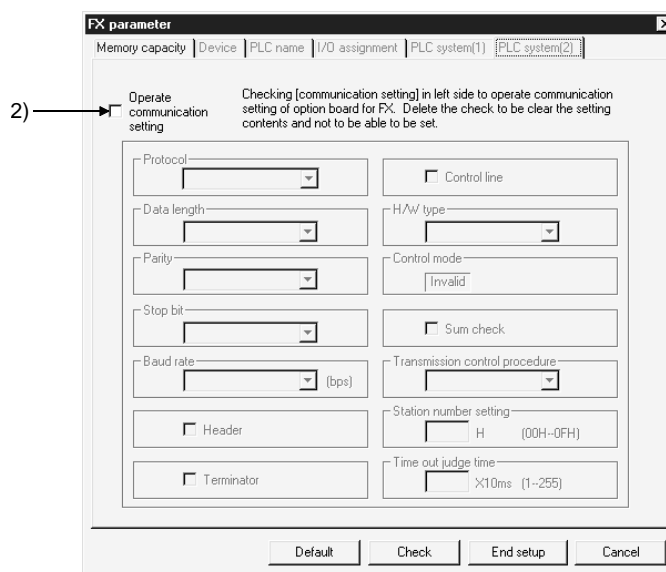 FX parameter
Memory capacity Device PLC name I/O assignment PLC system(1) PLC system(2)
2)
Operate
communication
setting
Checking [communication setting] in left side to operate communication
setting of option board for FX. Delete the check to be clear the setting
contents and not to be able to be set.
Protocol
Control line
Data length
H/W type
Parity
Control mode
Invalid
Stop bit
Sum check
Baud rate
(bps)
Transmission control procedure
Header
Station number setting
H (00H--0FH)
Terminator
Time out judge time
X10ms (1--255)
Default Check End setup Cancel